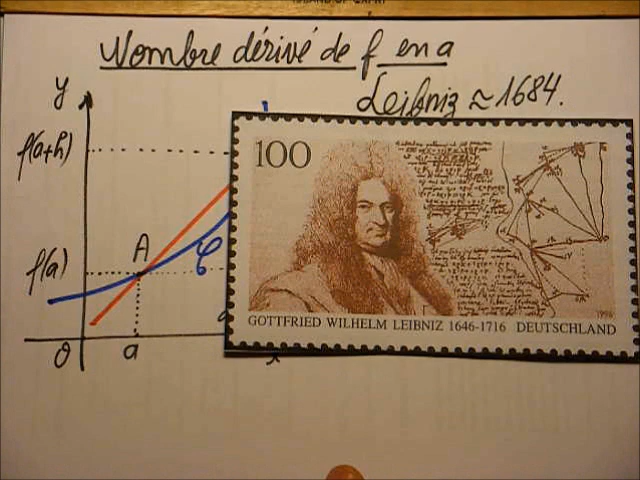 Nombre dérivé de f en a
Leibniz ≈ 1684.
y
f(a+h)
100
A
f(a)
C
GOTTFRIED WILHELM LEIBNIZ 1646-1716 DEUTSCHLAND
1996
O
a